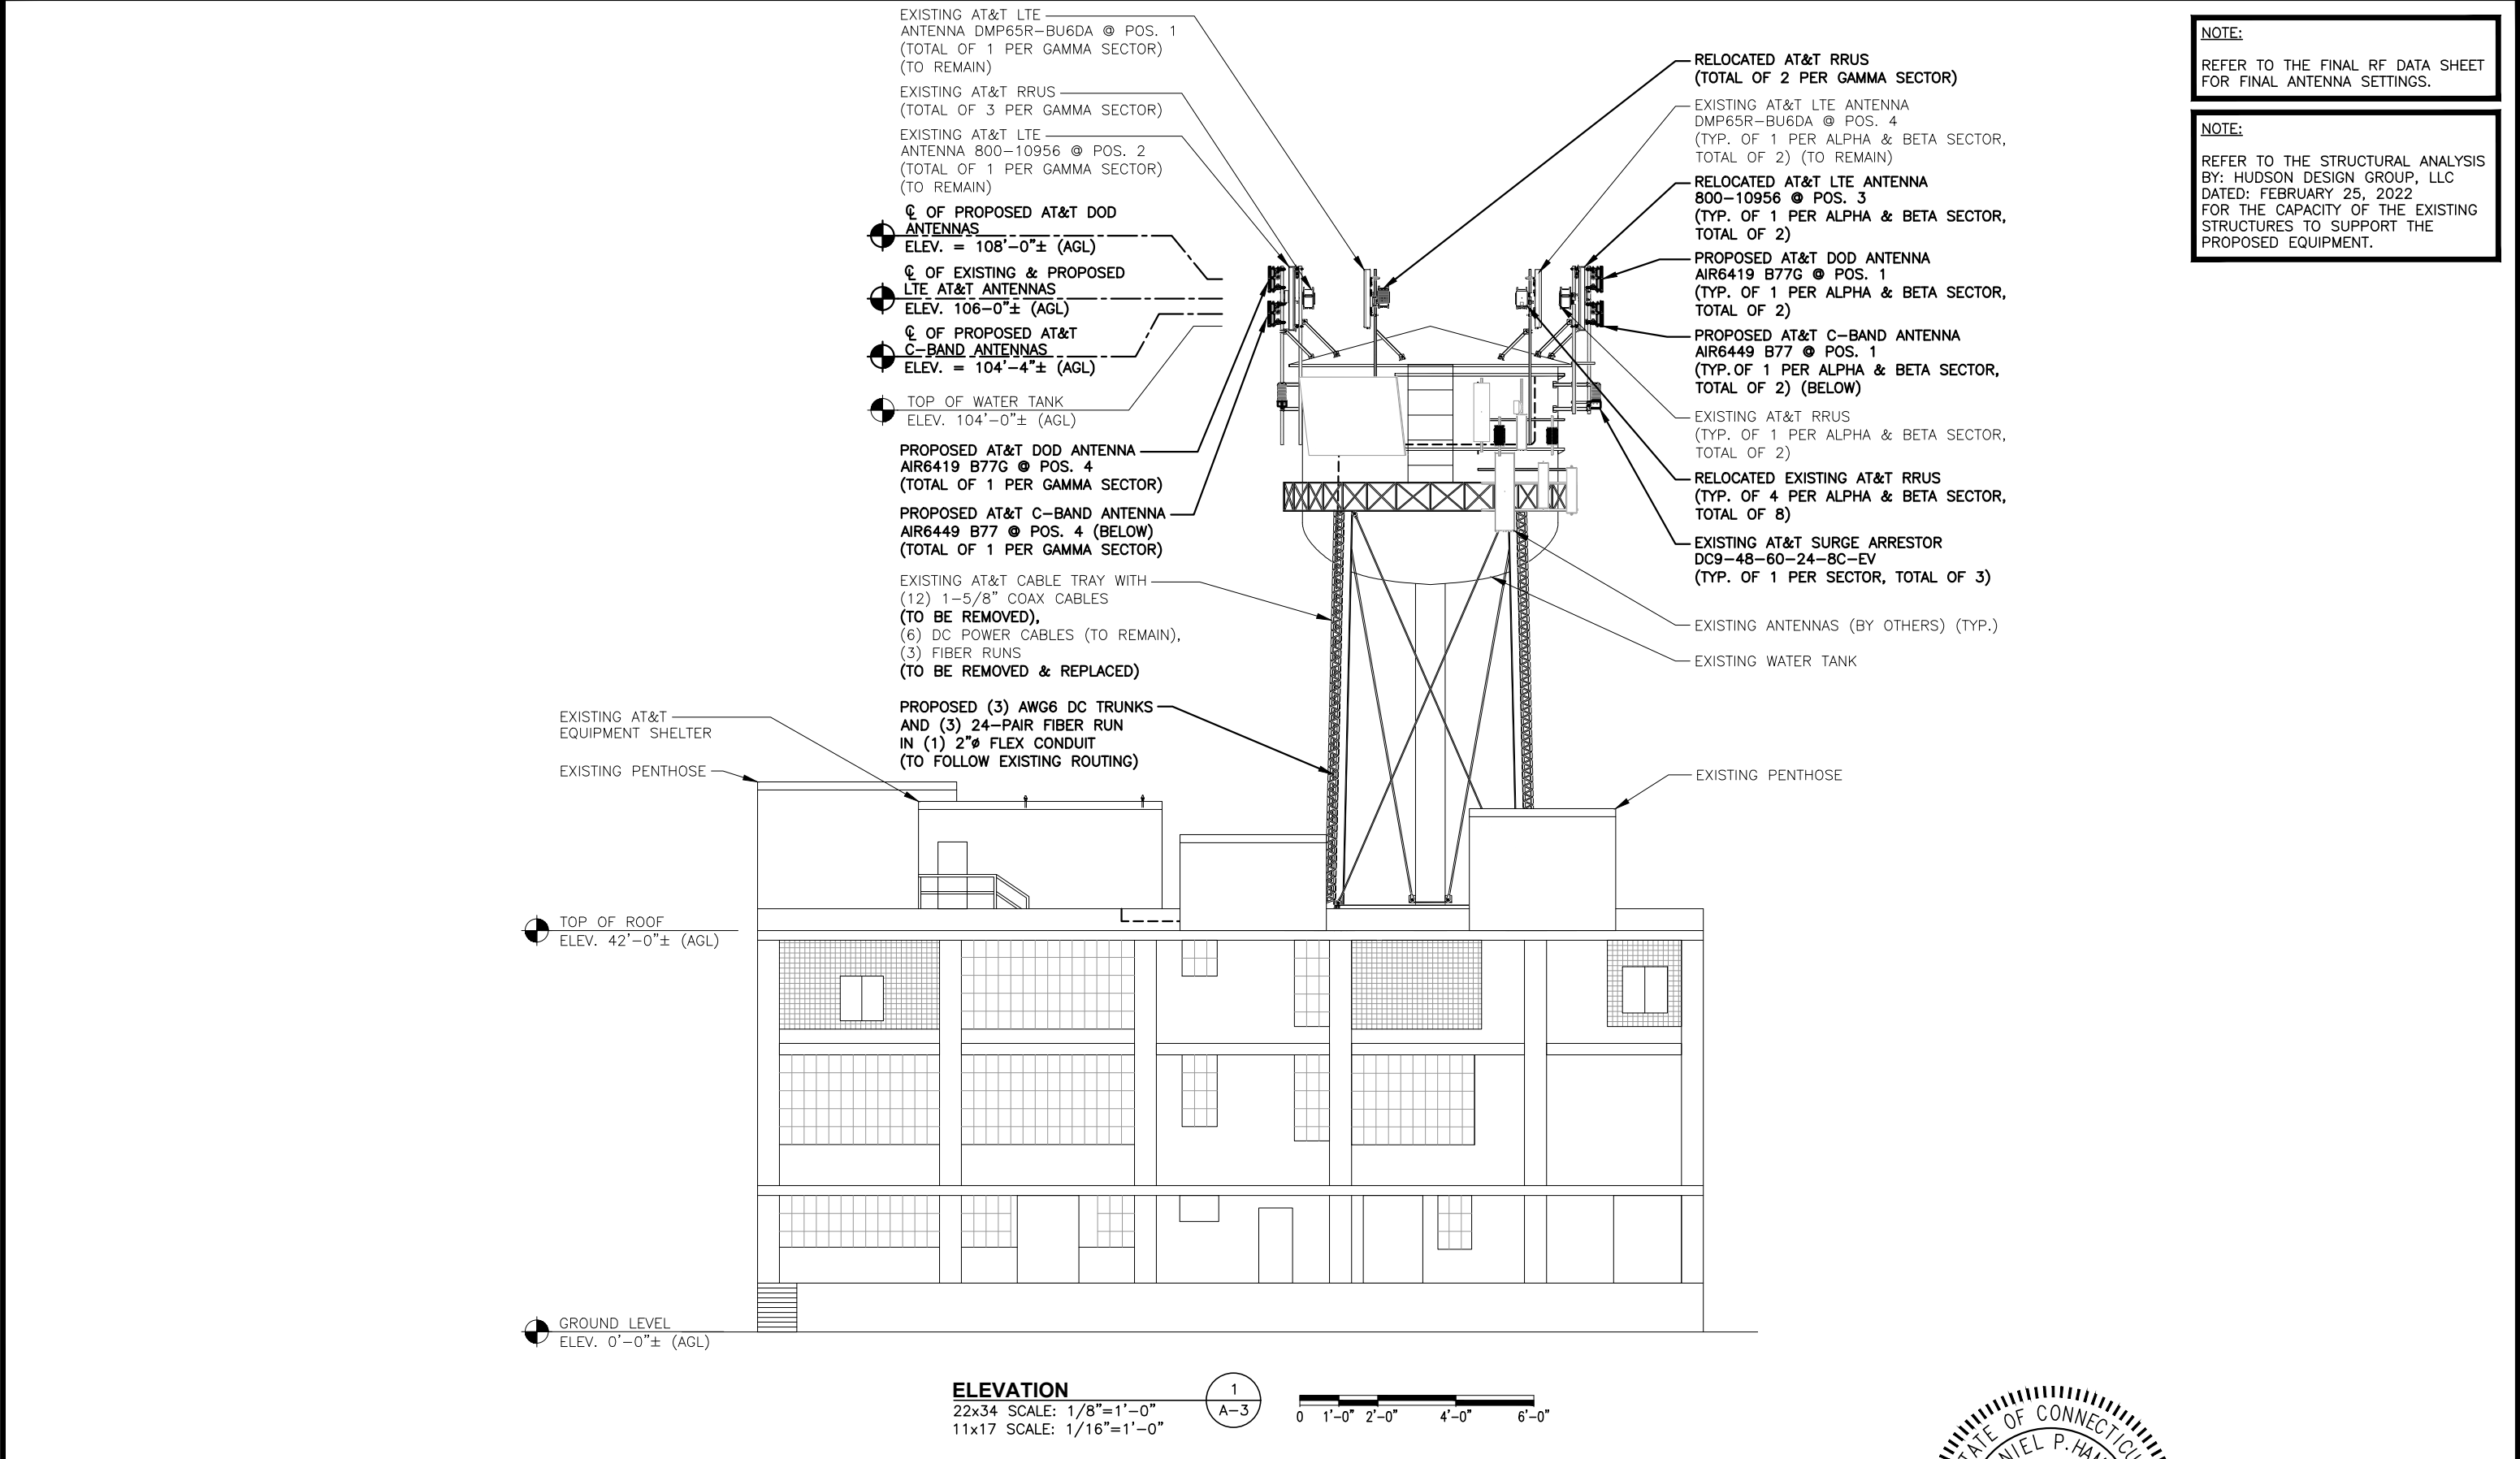 EXISTING AT&T LTE
ANTENNA DMP65R-BU6DA @ POS. 1
(TOTAL OF 1 PER GAMMA SECTOR)
(TO REMAIN)
EXISTING AT&T RRUS
(TOTAL OF 3 PER GAMMA SECTOR)
EXISTING AT&T LTE
ANTENNA 800-10956 @ POS. 2
(TOTAL OF 1 PER GAMMA SECTOR)
(TO REMAIN)
℄ OF PROPOSED AT&T DOD
ANTENNAS
ELEV. = 108'-0"± (AGL)
℄ OF EXISTING & PROPOSED
LTE AT&T ANTENNAS
ELEV. 106-0"± (AGL)
℄ OF PROPOSED AT&T
C-BAND ANTENNAS
ELEV. = 104'-4"± (AGL)
TOP OF WATER TANK
ELEV. 104'-0"± (AGL)
PROPOSED AT&T DOD ANTENNA
AIR6419 B77G @ POS. 4
(TOTAL OF 1 PER GAMMA SECTOR)
PROPOSED AT&T C-BAND ANTENNA
AIR6449 B77 @ POS. 4 (BELOW)
(TOTAL OF 1 PER GAMMA SECTOR)
EXISTING AT&T CABLE TRAY WITH
(12) 1-5/8" COAX CABLES
(TO BE REMOVED),
(6) DC POWER CABLES (TO REMAIN),
(3) FIBER RUNS
(TO BE REMOVED & REPLACED)
PROPOSED (3) AWG6 DC TRUNKS
AND (3) 24-PAIR FIBER RUN
IN (1) 2"ø FLEX CONDUIT
(TO FOLLOW EXISTING ROUTING)
EXISTING AT&T
EQUIPMENT SHELTER
EXISTING PENTHOSE
TOP OF ROOF
ELEV. 42'-0"± (AGL)
GROUND LEVEL
ELEV. 0'-0"± (AGL)
RELOCATED AT&T RRUS
(TOTAL OF 2 PER GAMMA SECTOR)
EXISTING AT&T LTE ANTENNA
DMP65R-BU6DA @ POS. 4
(TYP. OF 1 PER ALPHA & BETA SECTOR,
TOTAL OF 2) (TO REMAIN)
RELOCATED AT&T LTE ANTENNA
800-10956 @ POS. 3
(TYP. OF 1 PER ALPHA & BETA SECTOR,
TOTAL OF 2)
PROPOSED AT&T DOD ANTENNA
AIR6419 B77G @ POS. 1
(TYP. OF 1 PER ALPHA & BETA SECTOR,
TOTAL OF 2)
PROPOSED AT&T C-BAND ANTENNA
AIR6449 B77 @ POS. 1
(TYP.OF 1 PER ALPHA & BETA SECTOR,
TOTAL OF 2) (BELOW)
EXISTING AT&T RRUS
(TYP. OF 1 PER ALPHA & BETA SECTOR,
TOTAL OF 2)
RELOCATED EXISTING AT&T RRUS
(TYP. OF 4 PER ALPHA & BETA SECTOR,
TOTAL OF 8)
EXISTING AT&T SURGE ARRESTOR
DC9-48-60-24-8C-EV
(TYP. OF 1 PER SECTOR, TOTAL OF 3)
EXISTING ANTENNAS (BY OTHERS) (TYP.)
EXISTING WATER TANK
EXISTING PENTHOSE
NOTE:
REFER TO THE FINAL RF DATA SHEET
FOR FINAL ANTENNA SETTINGS.
NOTE:
REFER TO THE STRUCTURAL ANALYSIS
BY: HUDSON DESIGN GROUP, LLC
DATED: FEBRUARY 25, 2022
FOR THE CAPACITY OF THE EXISTING
STRUCTURES TO SUPPORT THE
PROPOSED EQUIPMENT.
ELEVATION
22x34 SCALE: 1/8"=1'-0"
11x17 SCALE: 1/16"=1'-0"
1
A-3
0 1'-0" 2'-0" 4'-0" 6'-0"
OF
P.